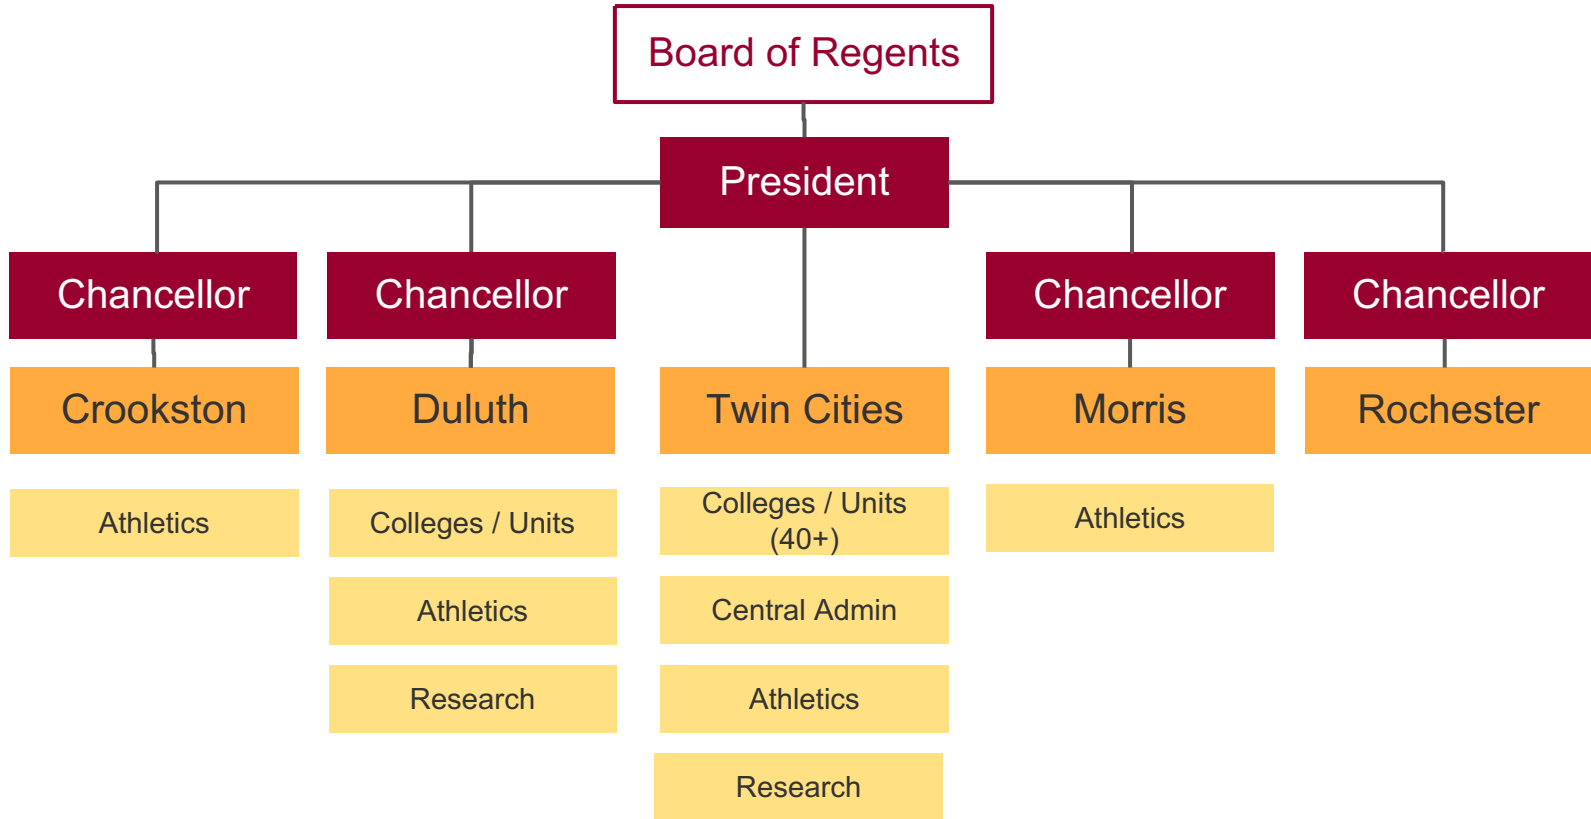 Board of Regents
President
Chancellor
Chancellor
Chancellor
Chancellor
Crookston
Duluth
Twin Cities
Morris
Rochester
Athletics
Colleges / Units
Colleges / Units
(40+)
Athletics
Athletics
Central Admin
Research
Athletics
Research